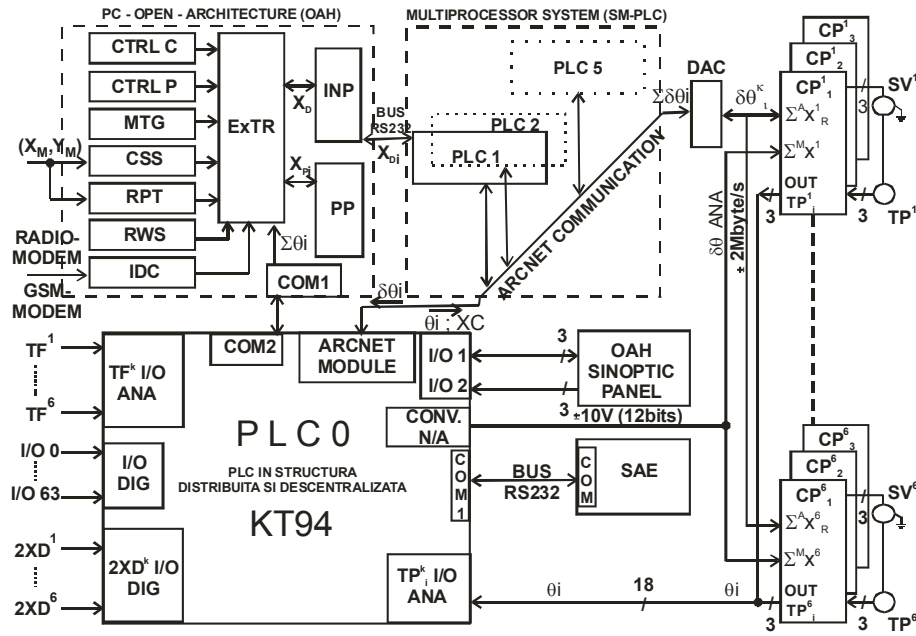 PC - OPEN - ARCHITECTURE (OAH)
MULTIPROCESSOR SYSTEM (SM-PLC)
CTRL C
CTRL P
MTG
CSS
RPT
RWS
IDC
ExTR
INP
PP
X_D
X_Pi
(X_M,Y_M)
RADIO-
MODEM
GSM-
MODEM
Σθi
COM1
BUS
RS232
X_Di
PLC 5
PLC 2
PLC 1
ARCNET COMMUNICATION
Σδθi
DAC
δθ^κ_ι
δθ ANA
± 2Mbyte/s
CP^1_3
CP^1_2
CP^1_1
Σ^A X^1_R
Σ^M X^1
OUT
TP^1_i
SV^1
3
TP^1
3
3
δθi
θi ; XC
COM2
ARCNET
MODULE
I/O 1
I/O 2
3
3
OAH
SINOPTIC
PANEL
±10V (12bits)
CONV.
N/A
TF^1
TF^6
TF^k I/O
ANA
I/O 0
I/O 63
I/O
DIG
2XD^1
2XD^6
2XD^k I/O
DIG
PLC0
PLC IN STRUCTURA
DISTRIBUITA SI DESCENTRALIZATA
KT94
COM1
BUS
RS232
COM
SAE
TP^k_i I/O
ANA
θi
18
θi
CP^6_3
CP^6_2
CP^6_1
Σ^A X^6_R
Σ^M X^6
OUT
TP^6_i
SV^6
3
TP^6
3
3